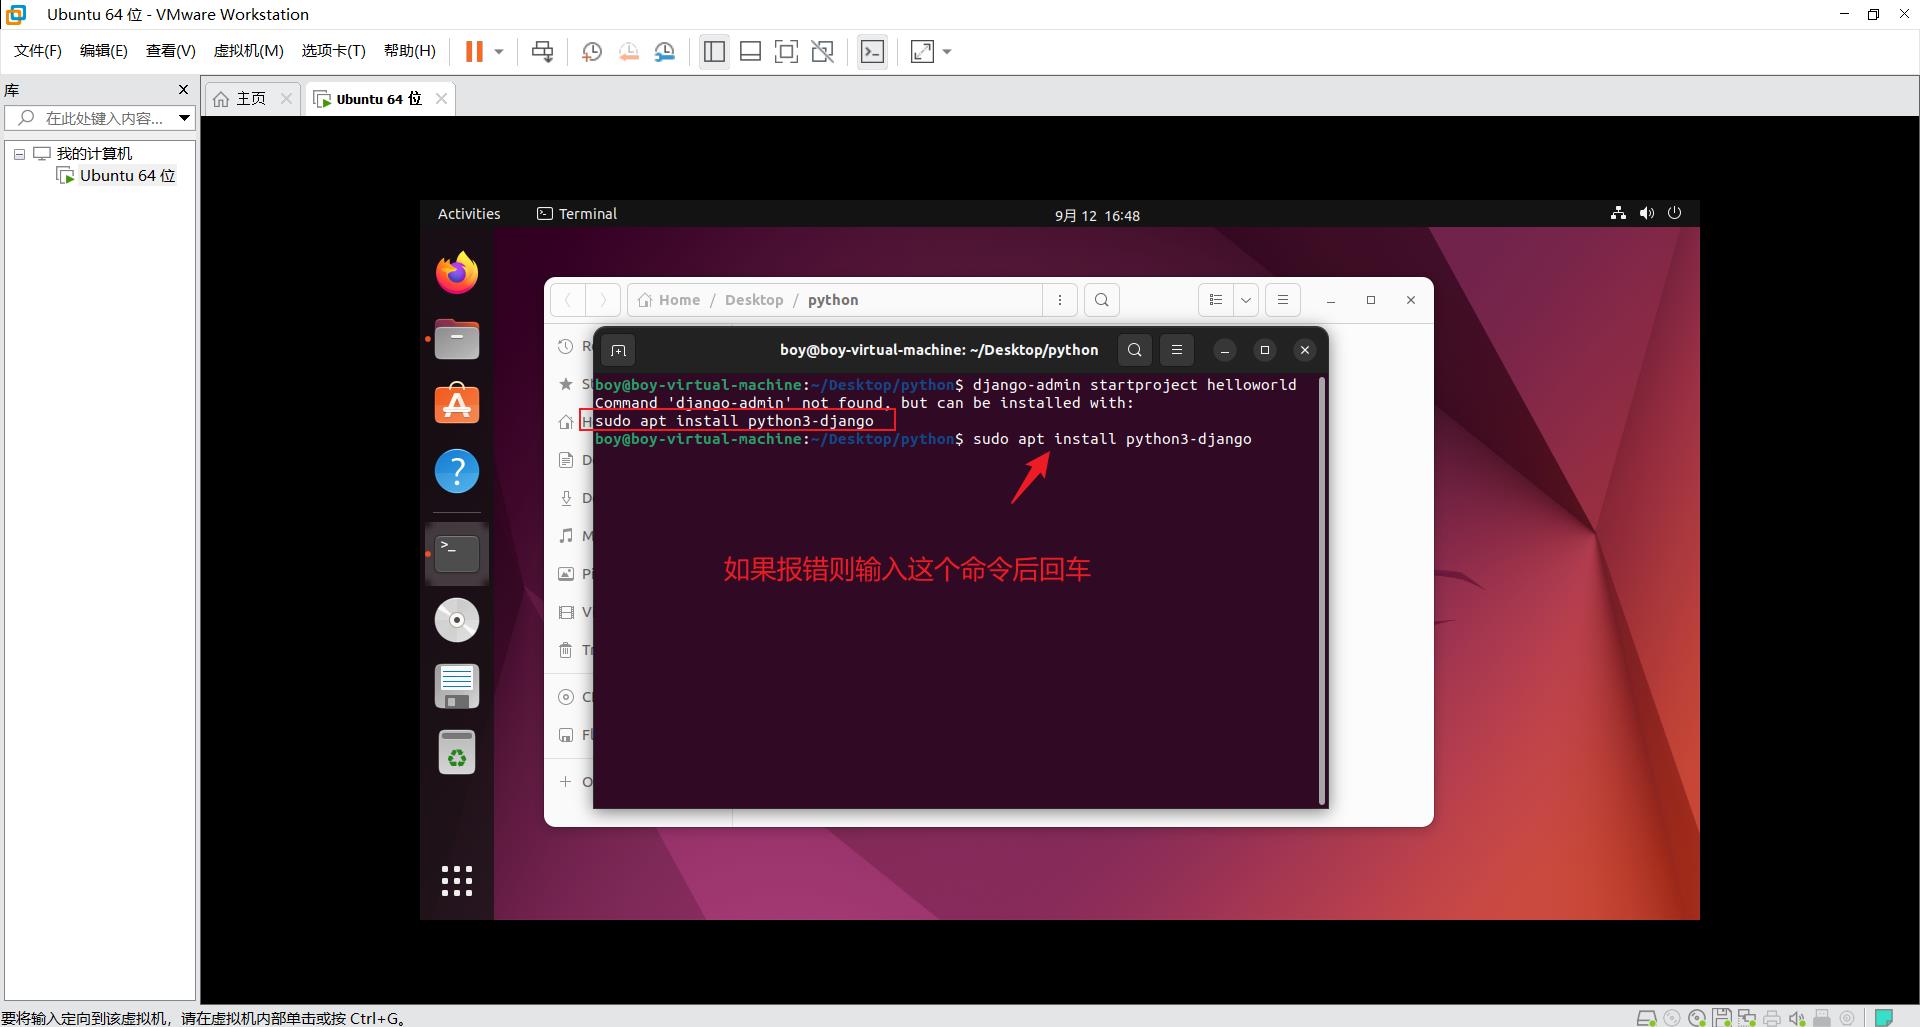 Ubuntu 64 位 - VMware Workstation
文件(F) 编辑(E) 查看(V) 虚拟机(M) 选项卡(T) 帮助(H)
库
主页
Ubuntu 64 位
在此处键入内容...
我的计算机
Ubuntu 64 位
Activities
Terminal
9月 12 16:48
Home / Desktop / python
boy@boy-virtual-machine: ~/Desktop/python
boy@boy-virtual-machine:~/Desktop/python$ django-admin startproject helloworld
Command 'django-admin' not found, but can be installed with:
sudo apt install python3-django
boy@boy-virtual-machine:~/Desktop/python$ sudo apt install python3-django
如果报错则输入这个命令后回车
要将输入定向到该虚拟机，请在虚拟机内部单击或按 Ctrl+G。